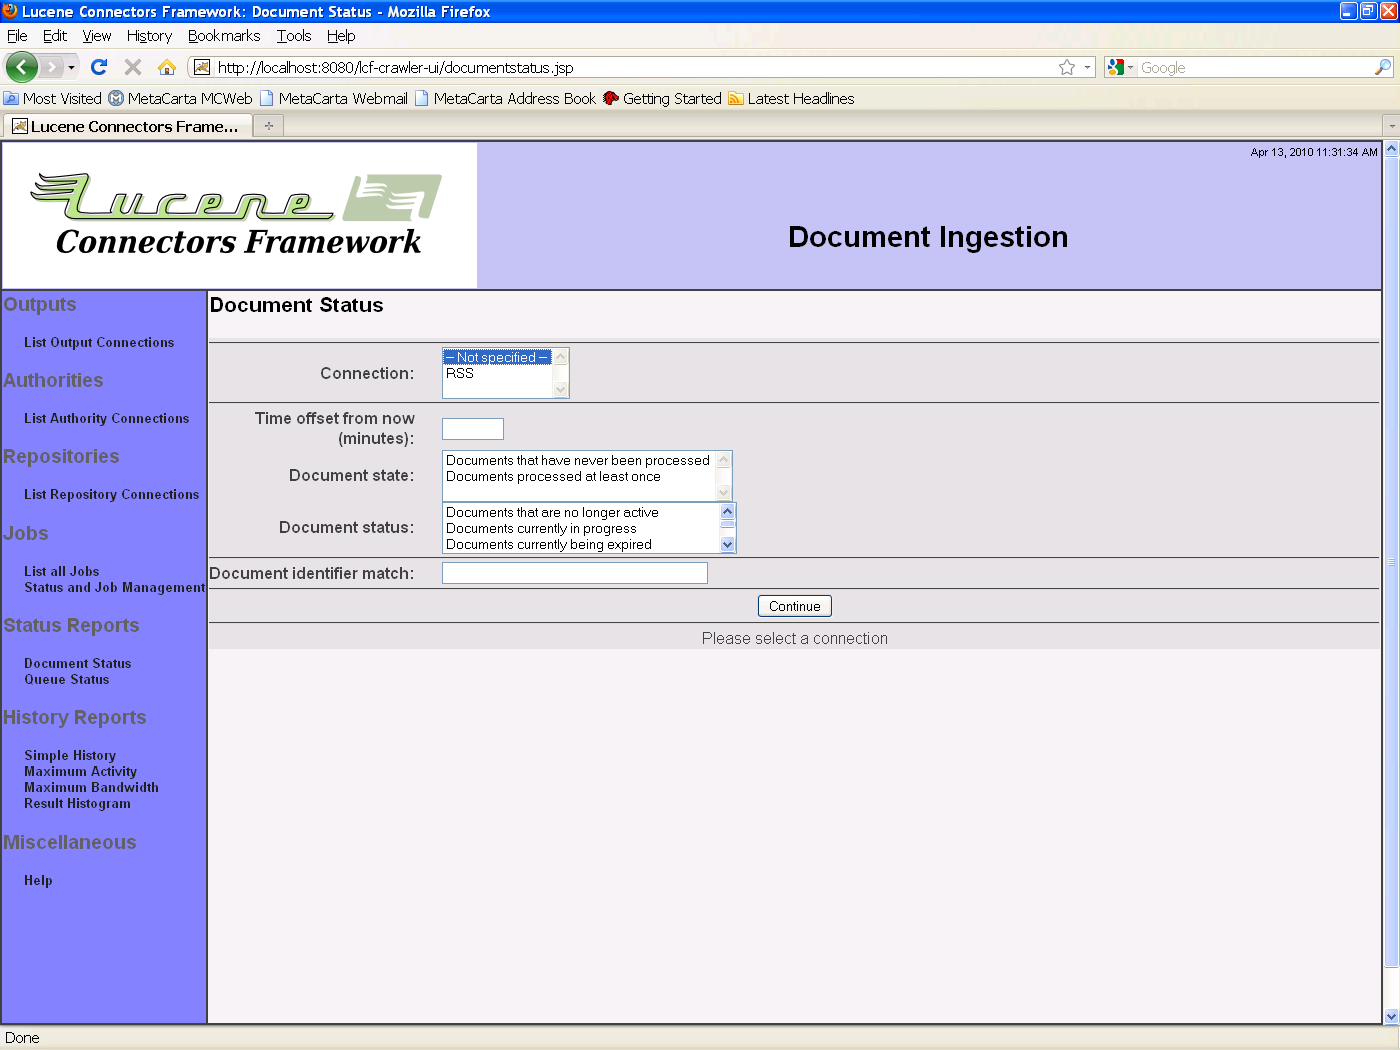 Lucene Connectors Framework: Document Status - Mozilla Firefox
File Edit View History Bookmarks Tools Help
http://localhost:8080/lcf-crawler-ui/documentstatus.jsp
Google
Most Visited MetaCarta MCWeb MetaCarta Webmail MetaCarta Address Book Getting Started Latest Headlines
Lucene Connectors Frame...
Apr 13, 2010 11:31:34 AM
Lucene
Connectors Framework
Document Ingestion
Outputs
List Output Connections
Authorities
List Authority Connections
Repositories
List Repository Connections
Jobs
List all Jobs
Status and Job Management
Status Reports
Document Status
Queue Status
History Reports
Simple History
Maximum Activity
Maximum Bandwidth
Result Histogram
Miscellaneous
Help
Document Status
Connection:
-- Not specified --
RSS
Time offset from now
(minutes):
Document state:
Documents that have never been processed
Documents processed at least once
Document status:
Documents that are no longer active
Documents currently in progress
Documents currently being expired
Document identifier match:
Continue
Please select a connection
Done